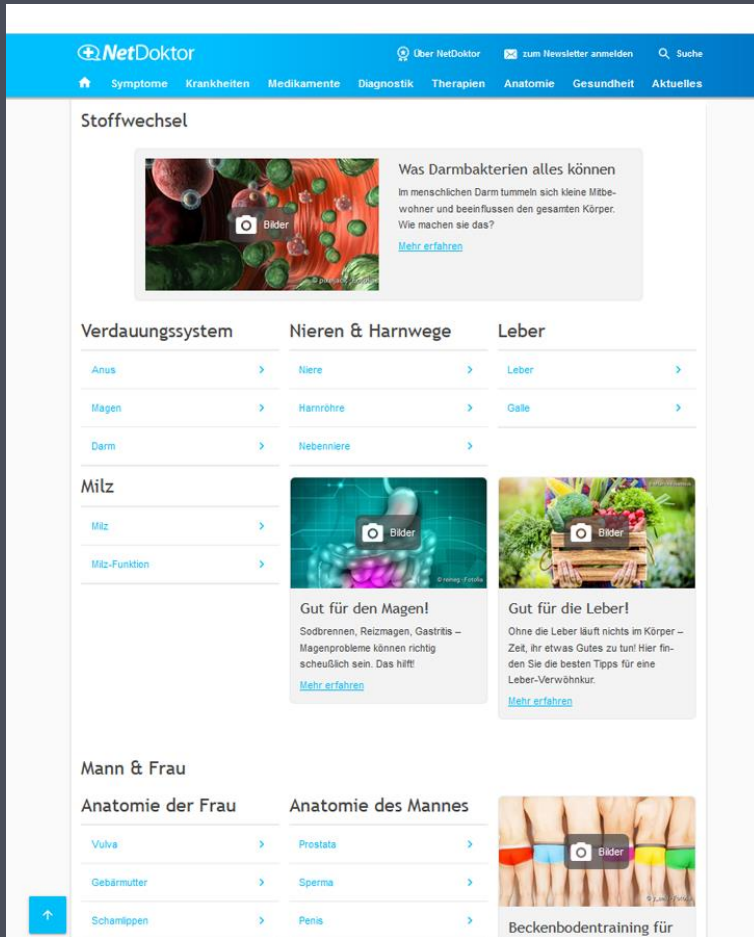 NetDoktor
Über NetDoktor
zum Newsletter anmelden
Suche
Symptome Krankheiten Medikamente Diagnostik Therapien Anatomie Gesundheit Aktuelles
Stoffwechsel
Bilder
Was Darmbakterien alles können
Im menschlichen Darm tummeln sich kleine Mitbe-
wohner und beeinflussen den gesamten Körper.
Wie machen sie das?
Mehr erfahren
Verdauungssystem
Anus
Magen
Darm
Nieren & Harnwege
Niere
Harnröhre
Nebenniere
Leber
Leber
Galle
Milz
Milz
Milz-Funktion
Bilder
© romeg - Fotolia
Gut für den Magen!
Sodbrennen, Reizmagen, Gastritis –
Magenprobleme können richtig
scheußlich sein. Das hilft!
Mehr erfahren
Bilder
Gut für die Leber!
Ohne die Leber läuft nichts im Körper –
Zeit, ihr etwas Gutes zu tun! Hier fin-
den Sie die besten Tipps für eine
Leber-Verwöhnkur.
Mehr erfahren
Mann & Frau
Anatomie der Frau
Vulva
Gebärmutter
Schamlippen
Anatomie des Mannes
Prostata
Sperma
Penis
Bilder
Beckenbodentraining für